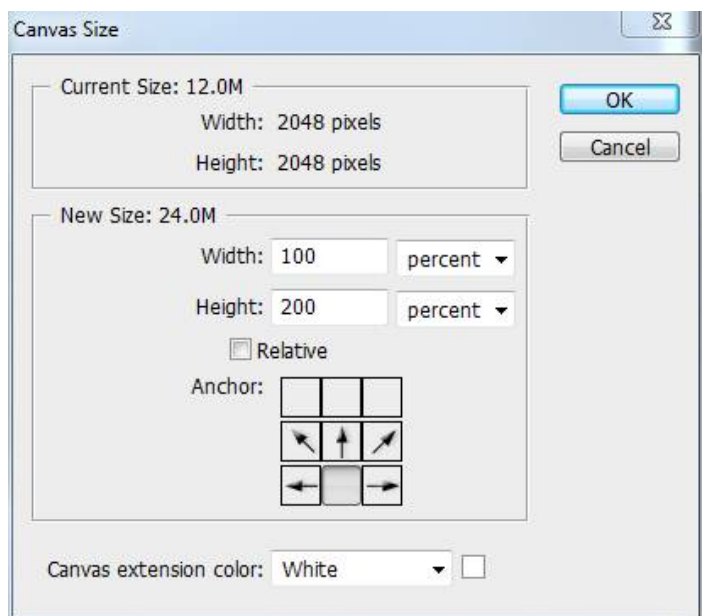 Canvas Size
Current Size: 12.0M
Width: 2048 pixels
Height: 2048 pixels
OK
Cancel
New Size: 24.0M
Width: 100 percent
Height: 200 percent
Relative
Anchor:
Canvas extension color: White